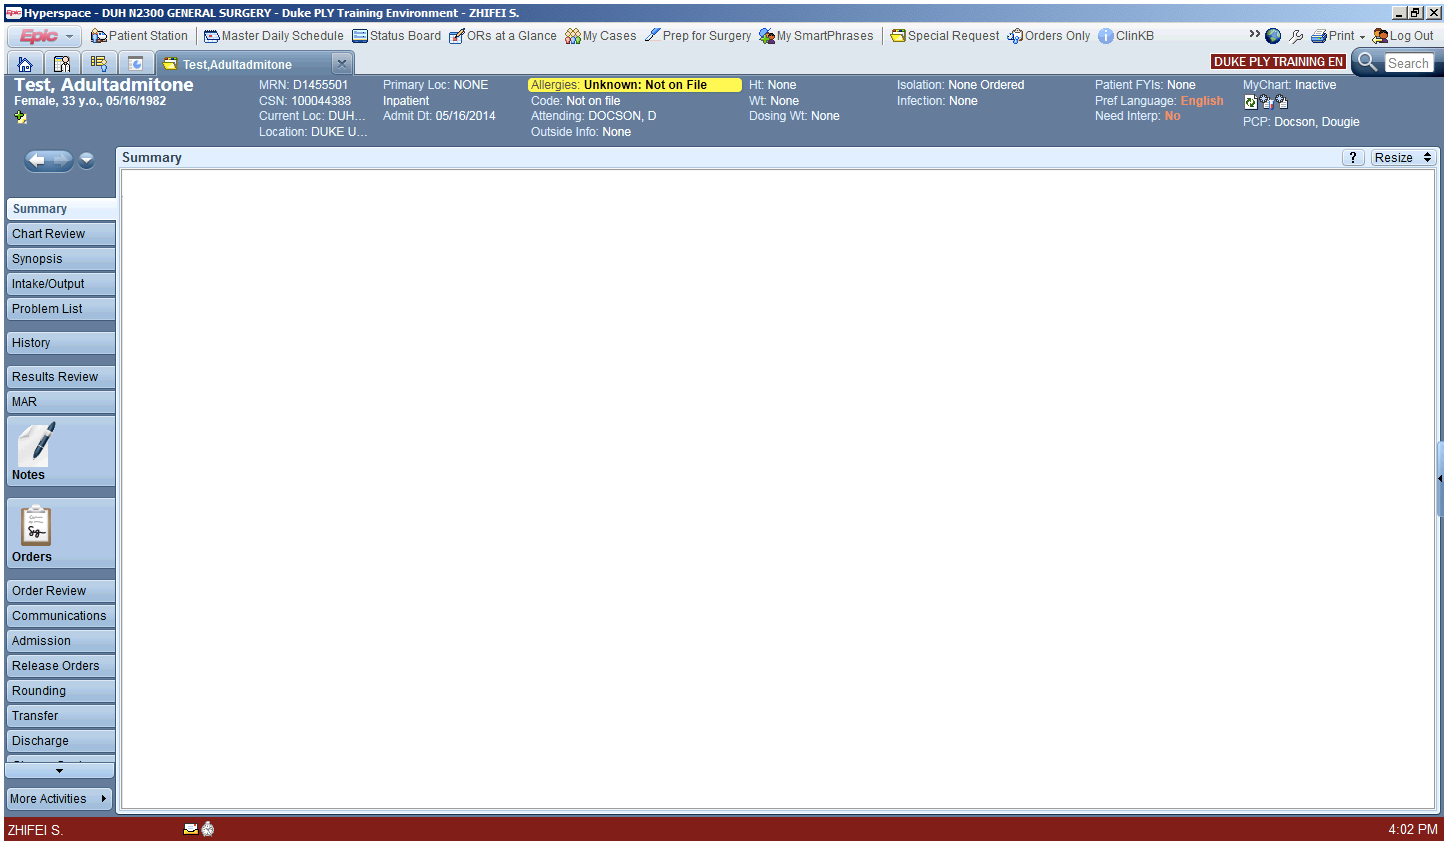 Epic Hyperspace - DUH N2300 GENERAL SURGERY - Duke PLY Training Environment - ZHIFEI S.
Epic Patient Station Master Daily Schedule Status Board ORs at a Glance My Cases Prep for Surgery My SmartPhrases Special Request Orders Only ClinKB Print Log Out
Test,Adultadmitone DUKE PLY TRAINING EN Search
Test, Adultadmitone
Female, 33 y.o., 05/16/1982
MRN: D1455501
CSN: 100044388
Current Loc: DUH...
Location: DUKE U...
Primary Loc: NONE
Inpatient
Admit Dt: 05/16/2014
Allergies: Unknown: Not on File
Code: Not on file
Attending: DOCSON, D
Outside Info: None
Ht: None
Wt: None
Dosing Wt: None
Isolation: None Ordered
Infection: None
Patient FYIs: None
Pref Language: English
Need Interp: No
MyChart: Inactive
PCP: Docson, Dougie
Summary ? Resize
Summary
Chart Review
Synopsis
Intake/Output
Problem List
History
Results Review
MAR
Notes
Orders
Order Review
Communications
Admission
Release Orders
Rounding
Transfer
Discharge
More Activities
ZHIFEI S. 4:02 PM